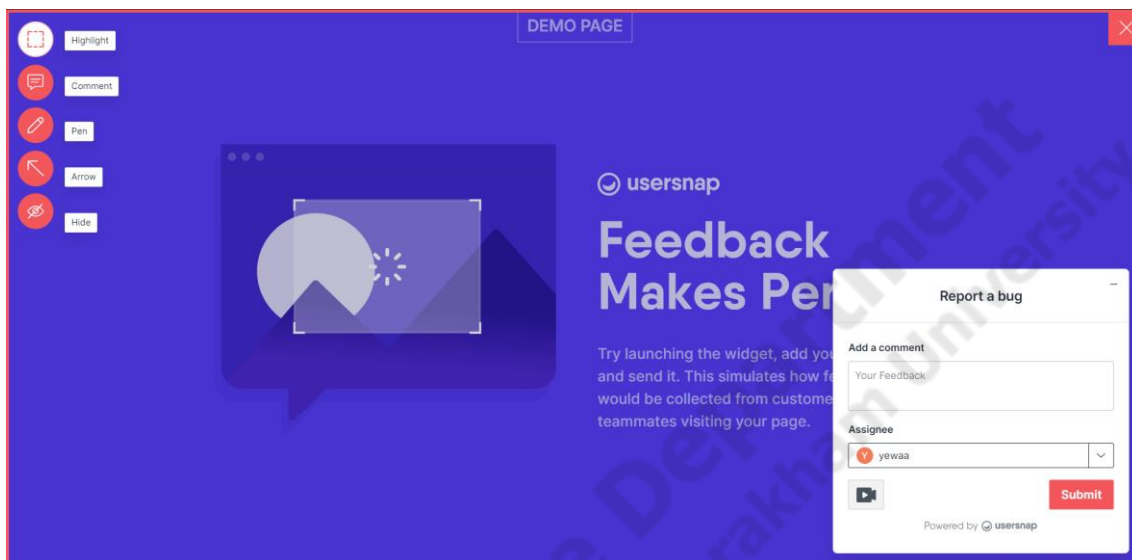 DEMO PAGE
Highlight
Comment
Pen
Arrow
Hide
usersnap
Feedback
Makes Per
Try launching the widget, add you
and send it. This simulates how fe
would be collected from custome
teammates visiting your page.
Report a bug
Add a comment
Your Feedback
Assignee
Y yewaa
Submit
Powered by usersnap
Department
University